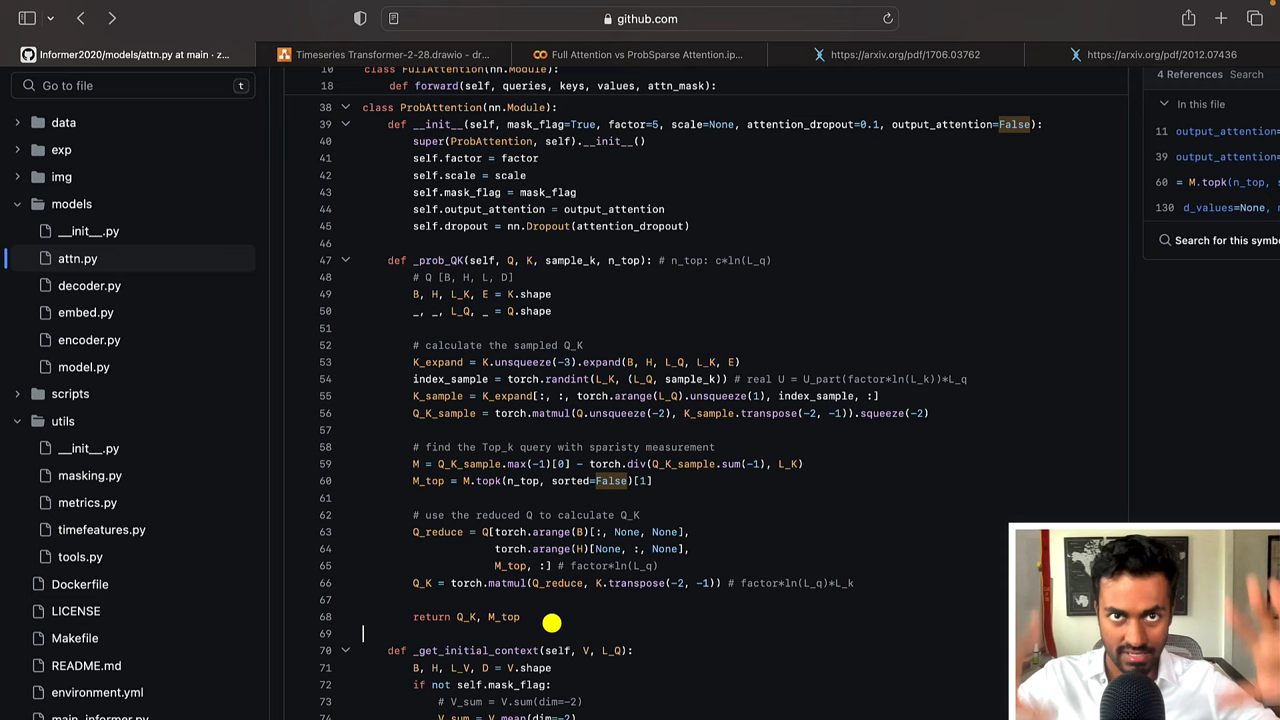 github.com
Informer2020/models/attn.py at main · z...
Timeseries Transformer-2-28.drawio - dr...
Full Attention vs ProbSparse Attention.ip...
https://arxiv.org/pdf/1706.03762
https://arxiv.org/pdf/2012.07436
Go to file
t
data
exp
img
models
__init__.py
attn.py
decoder.py
embed.py
encoder.py
model.py
scripts
utils
__init__.py
masking.py
metrics.py
timefeatures.py
tools.py
Dockerfile
LICENSE
Makefile
README.md
environment.yml
main_informer.py
10 class FullAttention(nn.Module):
18 def forward(self, queries, keys, values, attn_mask):
38 class ProbAttention(nn.Module):
39 def __init__(self, mask_flag=True, factor=5, scale=None, attention_dropout=0.1, output_attention=False):
40 super(ProbAttention, self).__init__()
41 self.factor = factor
42 self.scale = scale
43 self.mask_flag = mask_flag
44 self.output_attention = output_attention
45 self.dropout = nn.Dropout(attention_dropout)
46
47 def _prob_QK(self, Q, K, sample_k, n_top): # n_top: c*ln(L_q)
48 # Q [B, H, L, D]
49 B, H, L_K, E = K.shape
50 _, _, L_Q, _ = Q.shape
51
52 # calculate the sampled Q_K
53 K_expand = K.unsqueeze(-3).expand(B, H, L_Q, L_K, E)
54 index_sample = torch.randint(L_K, (L_Q, sample_k)) # real U = U_part(factor*ln(L_k))*L_q
55 K_sample = K_expand[:, :, torch.arange(L_Q).unsqueeze(1), index_sample, :]
56 Q_K_sample = torch.matmul(Q.unsqueeze(-2), K_sample.transpose(-2, -1)).squeeze(-2)
57
58 # find the Top_k query with sparisty measurement
59 M = Q_K_sample.max(-1)[0] - torch.div(Q_K_sample.sum(-1), L_K)
60 M_top = M.topk(n_top, sorted=False)[1]
61
62 # use the reduced Q to calculate Q_K
63 Q_reduce = Q[torch.arange(B)[:, None, None],
64 torch.arange(H)[None, :, None],
65 M_top, :] # factor*ln(L_q)
66 Q_K = torch.matmul(Q_reduce, K.transpose(-2, -1)) # factor*ln(L_q)*L_k
67
68 return Q_K, M_top
69
70 def _get_initial_context(self, V, L_Q):
71 B, H, L_V, D = V.shape
72 if not self.mask_flag:
73 # V_sum = V.sum(dim=-2)
74 V_sum = V.mean(dim=-2)
4 References Search
In this file
11 output_attention=
39 output_attention=
60 = M.topk(n_top, s
130 d_values=None,
Search for this symb